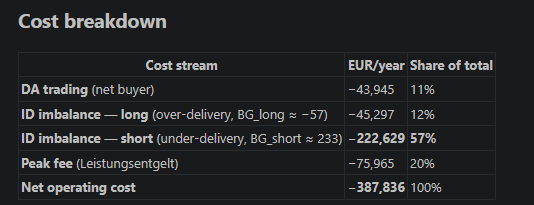 Cost breakdown
Cost stream EUR/year Share of total
DA trading (net buyer) −43,945 11%
ID imbalance — long (over-delivery, BG_long ≈ −57) −45,297 12%
ID imbalance — short (under-delivery, BG_short ≈ 233) −222,629 57%
Peak fee (Leistungsentgelt) −75,965 20%
Net operating cost −387,836 100%